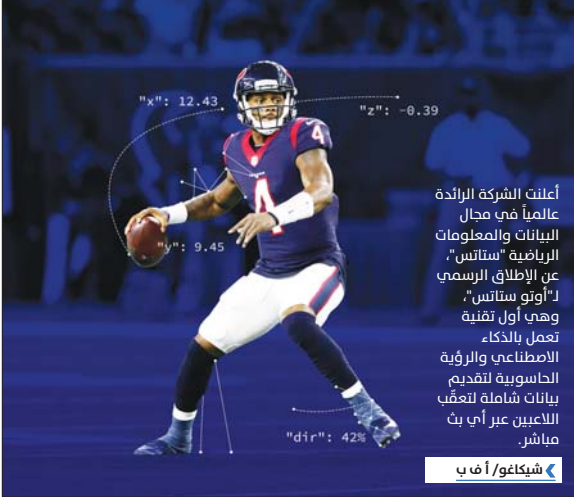 "x": 12.43
"z": -0.39
4
4
"y": 9.45
"dir": 42%
أعلنت الشركة الرائدة
عالمياً في مجال
البيانات والمعلومات
الرياضية "ستاتس"،
عن الإطلاق الرسمي
لـ"أوتو ستاتس"،
وهي أول تقنية
تعمل بالذكاء
الاصطناعي والرؤية
الحاسوبية لتقديم
بيانات شاملة لتعقّب
اللاعبين عبر أي بث
مباشر.
شيكاغو/ أ ف ب